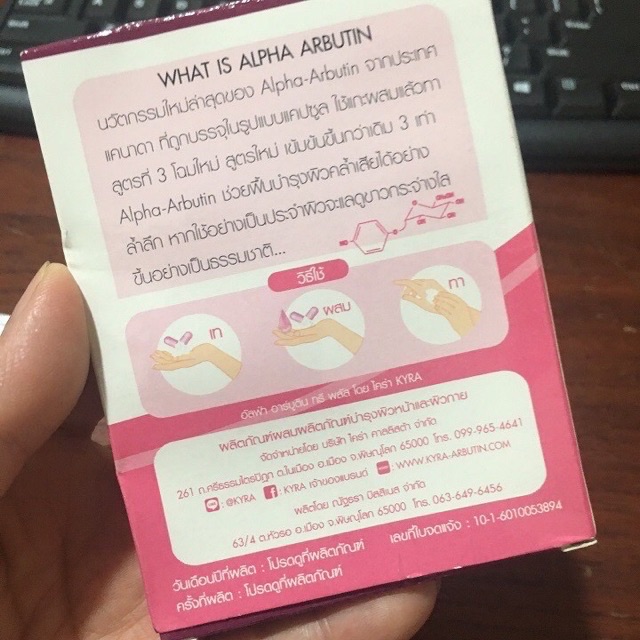 WHAT IS ALPHA ARBUTIN
นวัตกรรมใหม่ล่าสุดของ Alpha-Arbutin จากประเทศ
แคนาดา ที่ถูกบรรจุในรูปแบบแคปซูล ใช้แกะผสมแล้วทา
สูตรที่ 3 โฉมใหม่ สูตรใหม่ เข้มข้นขึ้นกว่าเดิม 3 เท่า
Alpha-Arbutin ช่วยฟื้นบำรุงผิวคล้ำเสียได้อย่าง
ล้ำลึก หากใช้อย่างเป็นประจำผิวจะแลดูขาวกระจ่างใส
ขึ้นอย่างเป็นธรรมชาติ...
วิธีใช้
เท
ผสม
ทา
อัลฟ่า อาร์บูติน ทรี พลัส โดย ไคร่า KYRA
ผลิตภัณฑ์ผสมผลิตภัณฑ์บำรุงผิวหน้าและผิวกาย
จัดจำหน่ายโดย บริษัท ไคร่า คาลลิสต้า จำกัด
261 ถ.ศรีธรรมไตรปิฎก ต.ในเมือง อ.เมือง จ.พิษณุโลก 65000 โทร. 099-965-4641
: @KYRA : KYRA เจ้าของแบรนด์ : WWW.KYRA-ARBUTIN.COM
ผลิตโดย ณัฐรรา บิสสิเนส จำกัด
63/4 ต.หัวรอ อ.เมือง จ.พิษณุโลก 65000 โทร. 063-649-6456
วันเดือนปีที่ผลิต : โปรดดูที่ผลิตภัณฑ์ เลขที่ใบจดแจ้ง : 10-1-6010053894
ครั้งที่ผลิต : โปรดดูที่ผลิตภัณฑ์